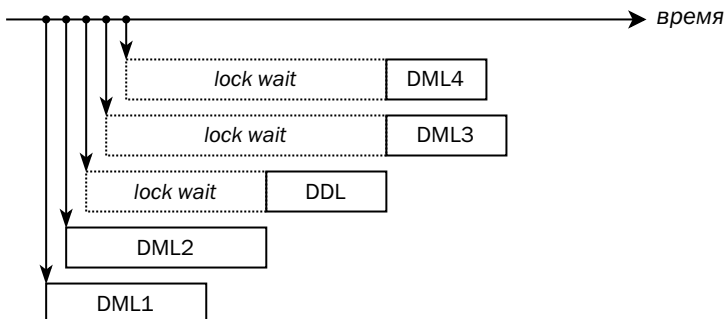 время
lock wait DML4
lock wait DML3
lock wait DDL
DML2
DML1